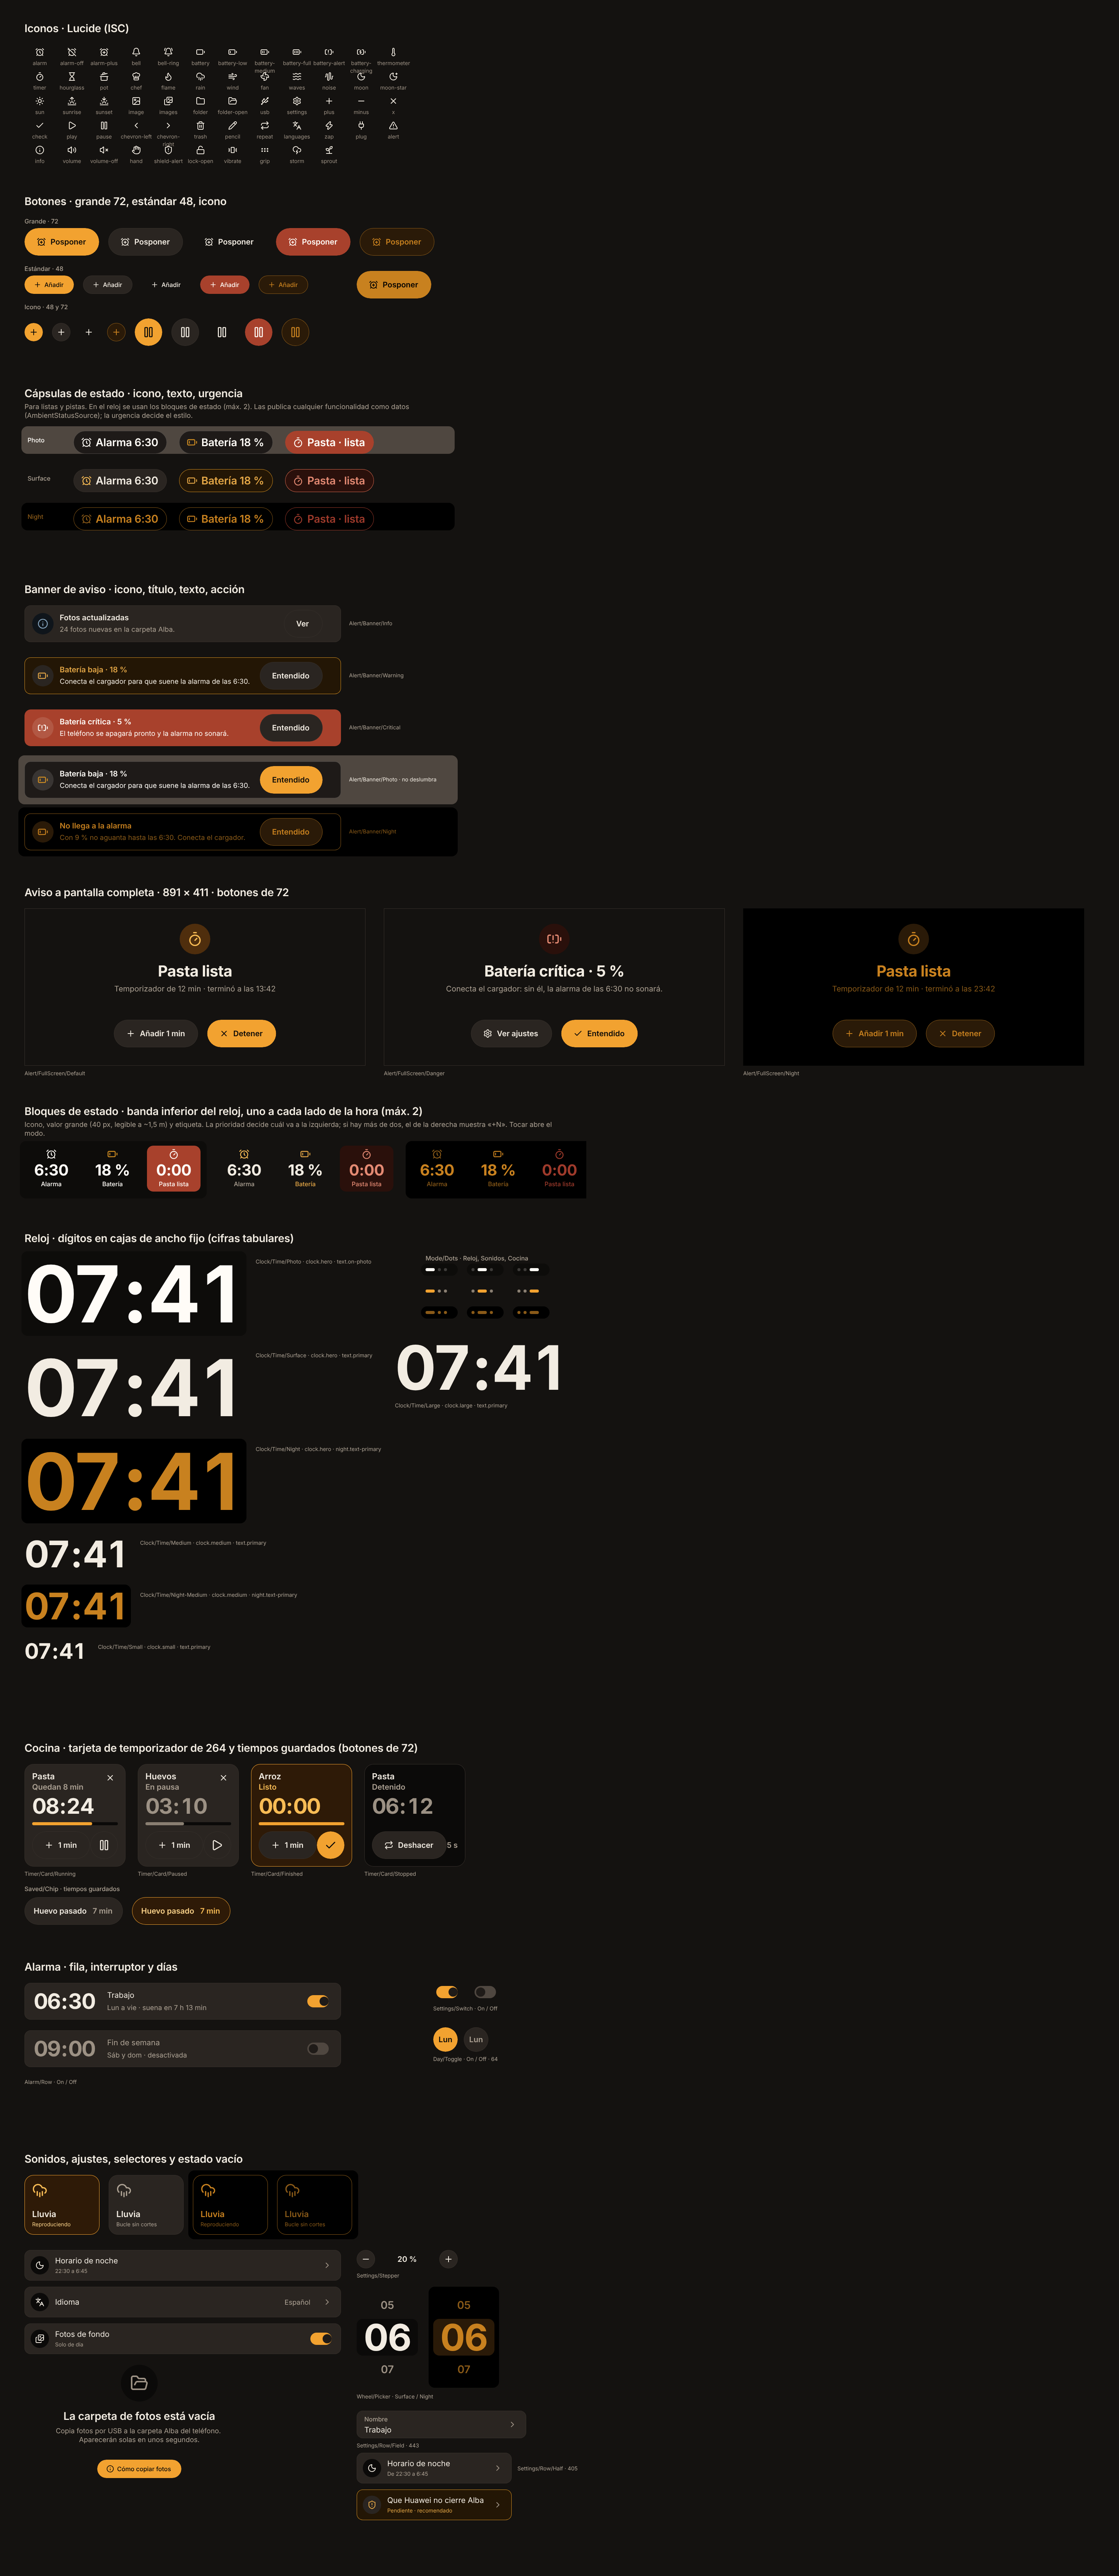 Iconos · Lucide (ISC)
alarm alarm-off alarm-plus bell bell-ring battery battery-low battery-medium battery-full battery-alert battery-charging thermometer
timer hourglass pot chef flame rain wind fan waves noise moon moon-star
sun sunrise sunset image images folder folder-open usb settings plus minus x
check play pause chevron-left chevron-right trash pencil repeat languages zap plug alert
info volume volume-off hand shield-alert lock-open vibrate grip storm sprout
Botones · grande 72, estándar 48, icono
Grande · 72
Posponer Posponer Posponer Posponer Posponer
Estándar · 48
Añadir Añadir Añadir Añadir Añadir Posponer
Icono · 48 y 72
Cápsulas de estado · icono, texto, urgencia
Para listas y pistas. En el reloj se usan los bloques de estado (máx. 2). Las publica cualquier funcionalidad como datos
(AmbientStatusSource); la urgencia decide el estilo.
Photo Alarma 6:30 Batería 18 % Pasta · lista
Surface Alarma 6:30 Batería 18 % Pasta · lista
Night Alarma 6:30 Batería 18 % Pasta · lista
Banner de aviso · icono, título, texto, acción
Fotos actualizadas
24 fotos nuevas en la carpeta Alba.
Ver
Alert/Banner/Info
Batería baja · 18 %
Conecta el cargador para que suene la alarma de las 6:30.
Entendido
Alert/Banner/Warning
Batería crítica · 5 %
El teléfono se apagará pronto y la alarma no sonará.
Entendido
Alert/Banner/Critical
Batería baja · 18 %
Conecta el cargador para que suene la alarma de las 6:30.
Entendido
Alert/Banner/Photo · no deslumbra
No llega a la alarma
Con 9 % no aguanta hasta las 6:30. Conecta el cargador.
Entendido
Alert/Banner/Night
Aviso a pantalla completa · 891 × 411 · botones de 72
Pasta lista
Temporizador de 12 min · terminó a las 13:42
Añadir 1 min Detener
Alert/FullScreen/Default
Batería crítica · 5 %
Conecta el cargador: sin él, la alarma de las 6:30 no sonará.
Ver ajustes Entendido
Alert/FullScreen/Danger
Pasta lista
Temporizador de 12 min · terminó a las 23:42
Añadir 1 min Detener
Alert/FullScreen/Night
Bloques de estado · banda inferior del reloj, uno a cada lado de la hora (máx. 2)
Icono, valor grande (40 px, legible a ~1,5 m) y etiqueta. La prioridad decide cuál va a la izquierda; si hay más de dos, el de la derecha muestra «+N». Tocar abre el
modo.
6:30 18 % 0:00 6:30 18 % 0:00 6:30 18 % 0:00
Alarma Batería Pasta lista Alarma Batería Pasta lista Alarma Batería Pasta lista
Reloj · dígitos en cajas de ancho fijo (cifras tabulares)
07:41
Clock/Time/Photo · clock.hero · text.on-photo
Mode/Dots · Reloj, Sonidos, Cocina
07:41
Clock/Time/Surface · clock.hero · text.primary
07:41
Clock/Time/Large · clock.large · text.primary
07:41
Clock/Time/Night · clock.hero · night.text-primary
07:41
Clock/Time/Medium · clock.medium · text.primary
07:41
Clock/Time/Night-Medium · clock.medium · night.text-primary
07:41
Clock/Time/Small · clock.small · text.primary
Cocina · tarjeta de temporizador de 264 y tiempos guardados (botones de 72)
Pasta
Quedan 8 min
08:24
1 min
Timer/Card/Running
Huevos
En pausa
03:10
1 min
Timer/Card/Paused
Arroz
Listo
00:00
1 min
Timer/Card/Finished
Pasta
Detenido
06:12
Deshacer 5 s
Timer/Card/Stopped
Saved/Chip · tiempos guardados
Huevo pasado 7 min Huevo pasado 7 min
Alarma · fila, interruptor y días
06:30
Trabajo
Lun a vie · suena en 7 h 13 min
Settings/Switch · On / Off
09:00
Fin de semana
Sáb y dom · desactivada
Lun Lun
Day/Toggle · On / Off · 64
Alarm/Row · On / Off
Sonidos, ajustes, selectores y estado vacío
Lluvia Lluvia Lluvia Lluvia
Reproduciendo Bucle sin cortes Reproduciendo Bucle sin cortes
Horario de noche
22:30 a 6:45
Idioma Español
Fotos de fondo
Solo de día
La carpeta de fotos está vacía
Copia fotos por USB a la carpeta Alba del teléfono.
Aparecerán solas en unos segundos.
Cómo copiar fotos
20 %
Settings/Stepper
05 05
06 06
07 07
Wheel/Picker · Surface / Night
Nombre
Trabajo
Settings/Row/Field · 443
Horario de noche
De 22:30 a 6:45
Settings/Row/Half · 405
Que Huawei no cierre Alba
Pendiente · recomendado